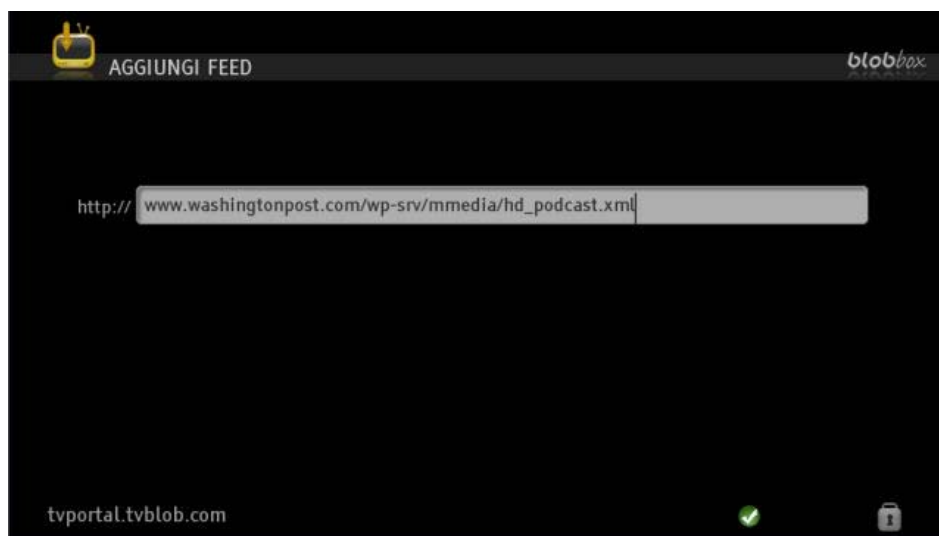 AGGIUNGI FEED
blobbox
http:// www.washingtonpost.com/wp-srv/mmedia/hd_podcast.xml
tvportal.tvblob.com